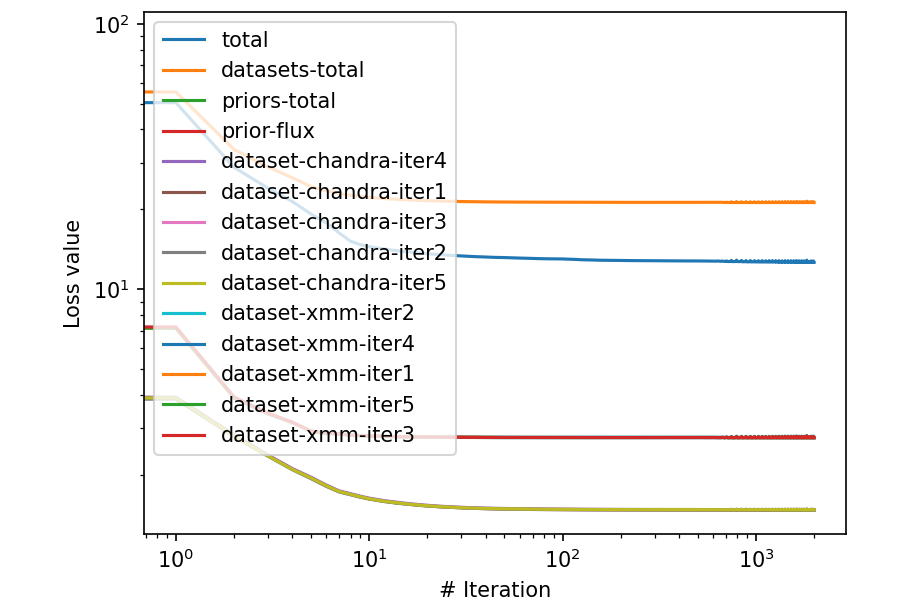 10²
10¹
Loss value
total
datasets-total
priors-total
prior-flux
dataset-chandra-iter4
dataset-chandra-iter1
dataset-chandra-iter3
dataset-chandra-iter2
dataset-chandra-iter5
dataset-xmm-iter2
dataset-xmm-iter4
dataset-xmm-iter1
dataset-xmm-iter5
dataset-xmm-iter3
10⁰ 10¹ 10² 10³
# Iteration